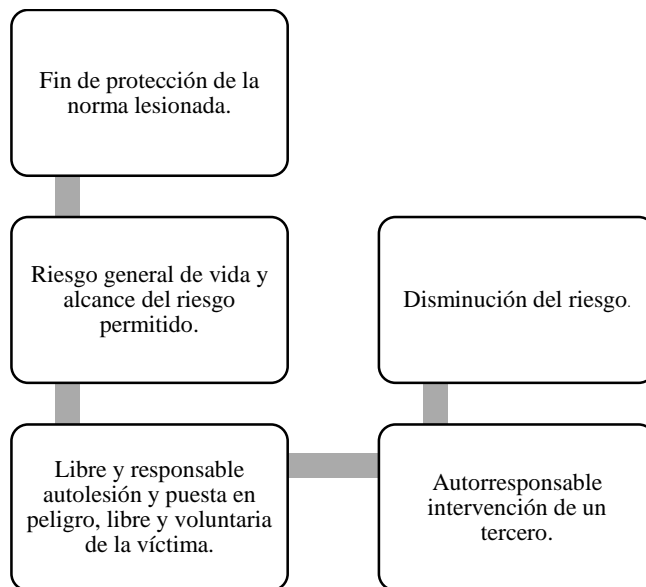 Fin de protección de la
norma lesionada.
Riesgo general de vida y
alcance del riesgo
permitido.
Libre y responsable
autolesión y puesta en
peligro, libre y voluntaria
de la víctima.
Autorresponsable
intervención de un
tercero.
Disminución del riesgo.